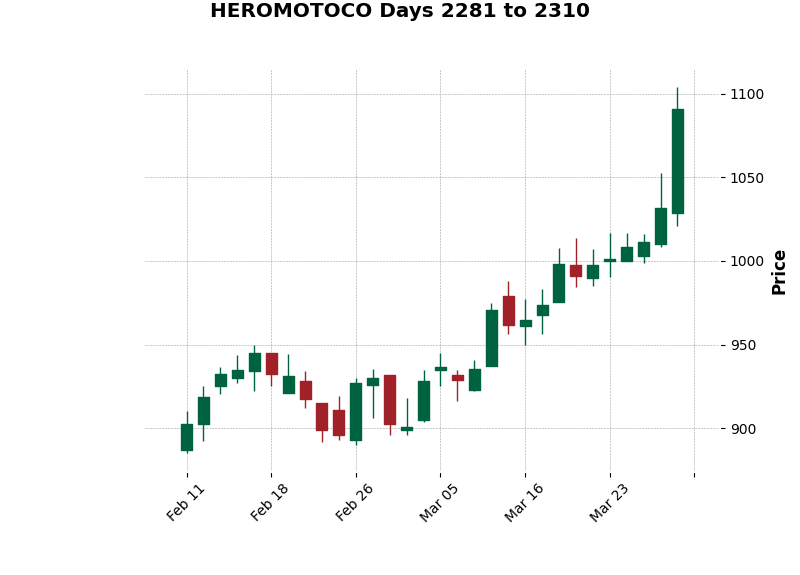 HEROMOTOCO Days 2281 to 2310
1100
1050
1000
950
900
Price
Feb 11
Feb 18
Feb 26
Mar 05
Mar 16
Mar 23